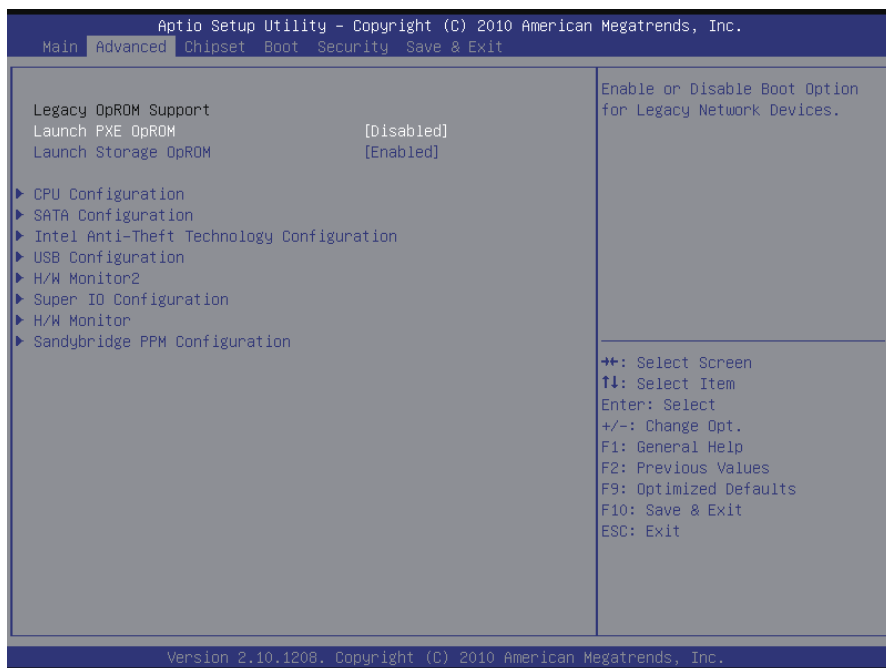 Aptio Setup Utility – Copyright (C) 2010 American Megatrends, Inc.
Main Advanced Chipset Boot Security Save & Exit
Legacy OpROM Support
Launch PXE OpROM [Disabled]
Launch Storage OpROM [Enabled]
CPU Configuration
SATA Configuration
Intel Anti-Theft Technology Configuration
USB Configuration
H/W Monitor2
Super IO Configuration
H/W Monitor
Sandybridge PPM Configuration
Enable or Disable Boot Option
for Legacy Network Devices.
→←: Select Screen
↑↓: Select Item
Enter: Select
+/-: Change Opt.
F1: General Help
F2: Previous Values
F9: Optimized Defaults
F10: Save & Exit
ESC: Exit
Version 2.10.1208. Copyright (C) 2010 American Megatrends, Inc.